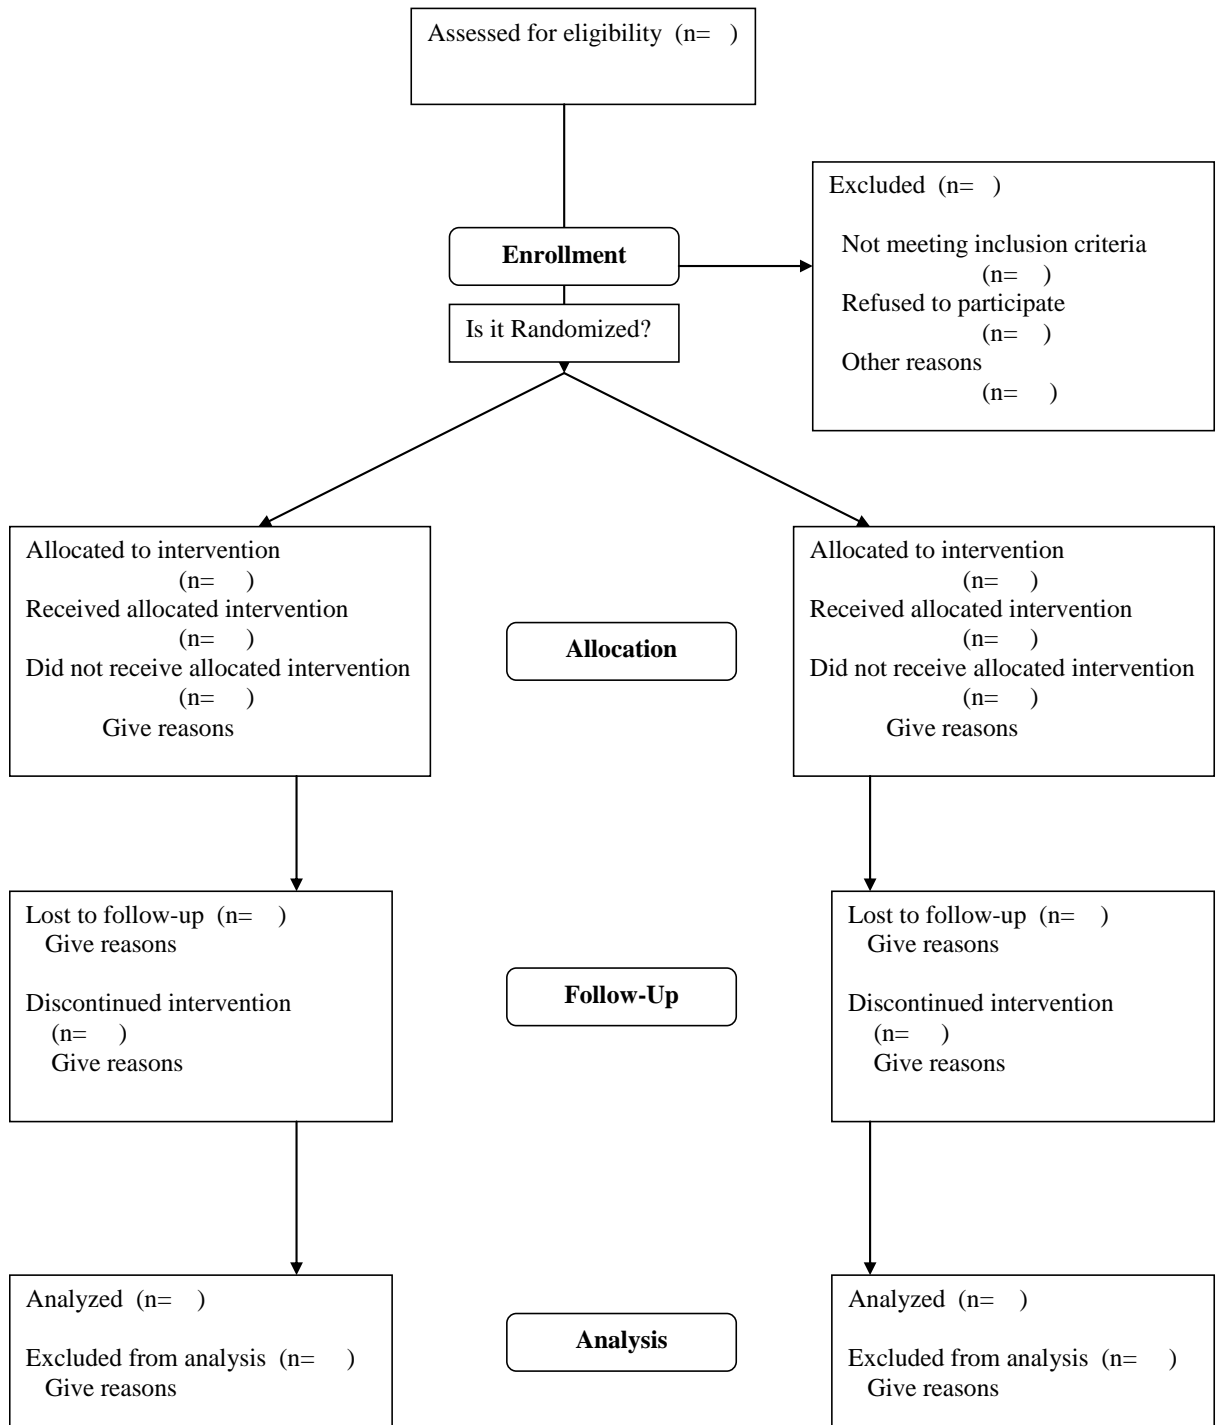 Assessed for eligibility (n=   )
Excluded (n=   )
Not meeting inclusion criteria
(n=   )
Refused to participate
(n=   )
Other reasons
(n=   )
Enrollment
Is it Randomized?
Allocated to intervention
(n=   )
Received allocated intervention
(n=   )
Did not receive allocated intervention
(n=   )
Give reasons
Allocation
Allocated to intervention
(n=   )
Received allocated intervention
(n=   )
Did not receive allocated intervention
(n=   )
Give reasons
Lost to follow-up (n=   )
Give reasons
Discontinued intervention
(n=   )
Give reasons
Follow-Up
Lost to follow-up (n=   )
Give reasons
Discontinued intervention
(n=   )
Give reasons
Analyzed (n=   )
Excluded from analysis (n=   )
Give reasons
Analysis
Analyzed (n=   )
Excluded from analysis (n=   )
Give reasons